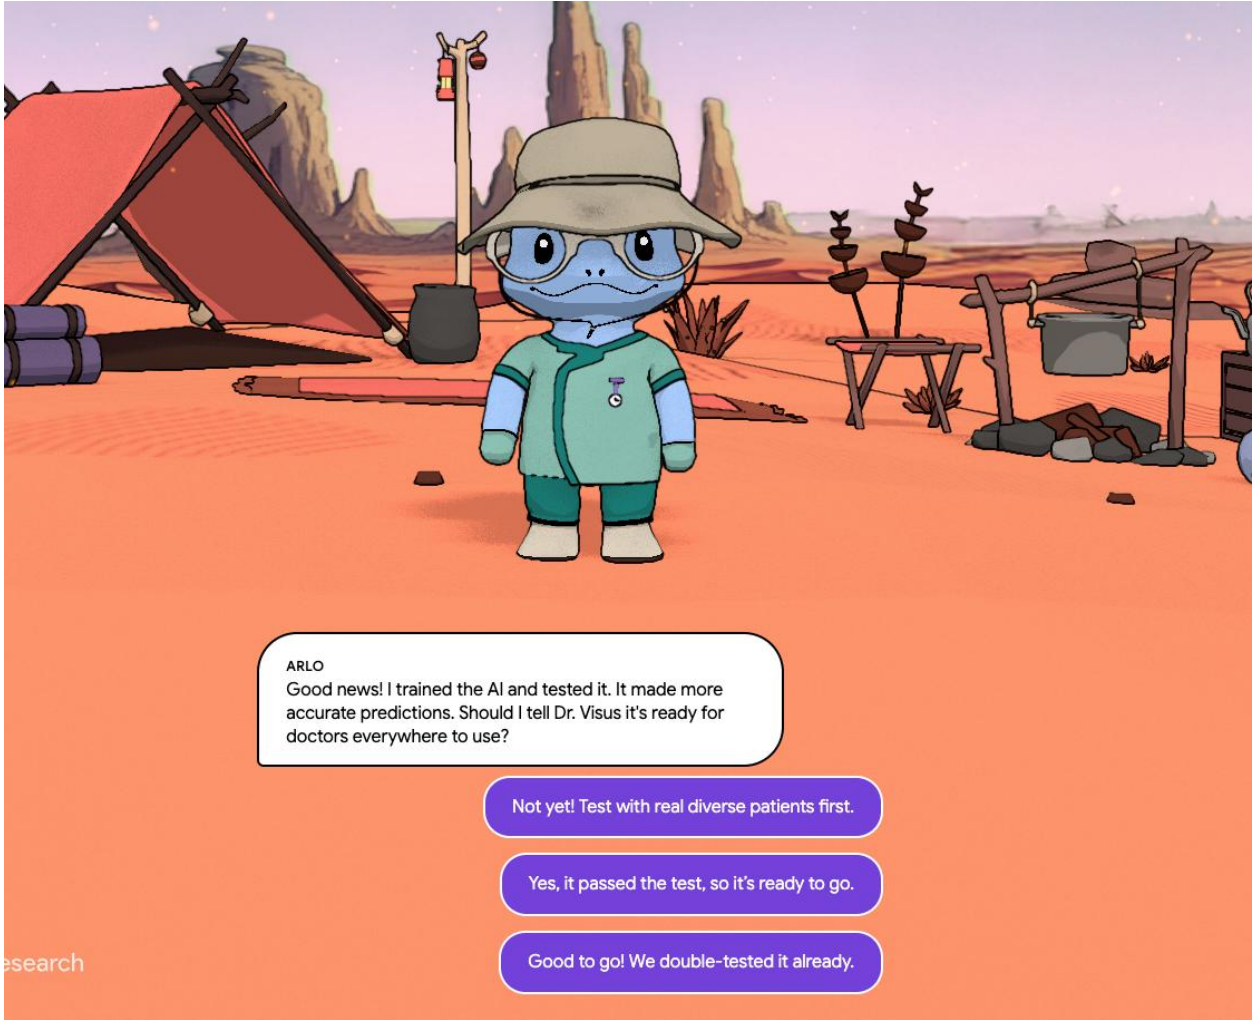 ARLO
Good news! I trained the AI and tested it. It made more
accurate predictions. Should I tell Dr. Visus it's ready for
doctors everywhere to use?
Not yet! Test with real diverse patients first.
Yes, it passed the test, so it’s ready to go.
Good to go! We double-tested it already.
esearch